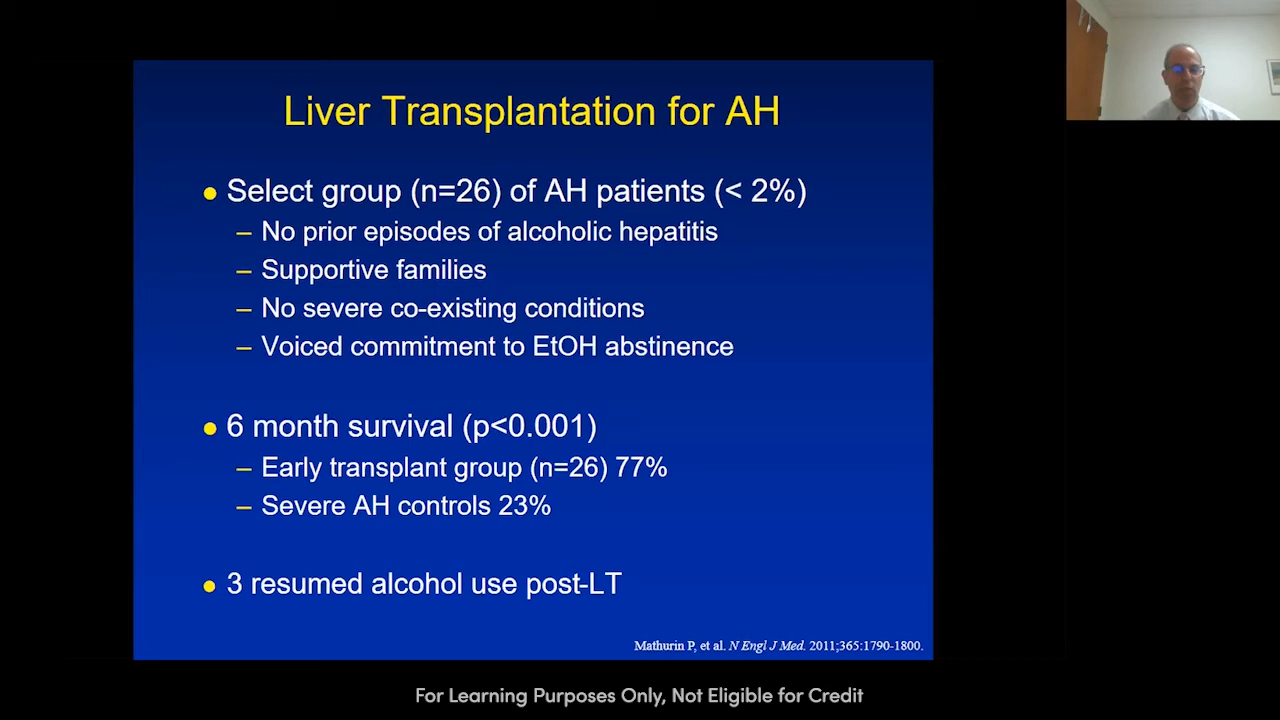 Liver Transplantation for AH
● Select group (n=26) of AH patients (< 2%)
– No prior episodes of alcoholic hepatitis
– Supportive families
– No severe co-existing conditions
– Voiced commitment to EtOH abstinence
● 6 month survival (p<0.001)
– Early transplant group (n=26) 77%
– Severe AH controls 23%
● 3 resumed alcohol use post-LT
Mathurin P, et al. N Engl J Med. 2011;365:1790-1800.
For Learning Purposes Only, Not Eligible for Credit